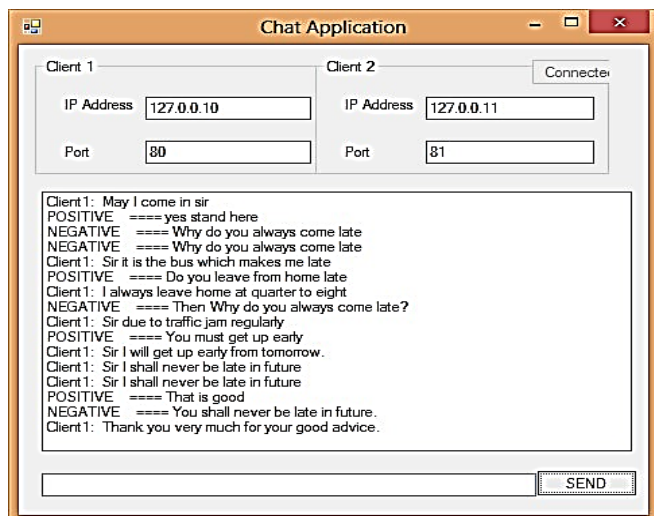 Chat Application
Client 1
Client 2
Connecte
IP Address 127.0.0.10
IP Address 127.0.0.11
Port 80
Port 81
Client1: May I come in sir
POSITIVE ==== yes stand here
NEGATIVE ==== Why do you always come late
NEGATIVE ==== Why do you always come late
Client1: Sir it is the bus which makes me late
POSITIVE ==== Do you leave from home late
Client1: I always leave home at quarter to eight
NEGATIVE ==== Then Why do you always come late?
Client1: Sir due to traffic jam regularly
POSITIVE ==== You must get up early
Client1: Sir I will get up early from tomorrow.
Client1: Sir I shall never be late in future
Client1: Sir I shall never be late in future
POSITIVE ==== That is good
NEGATIVE ==== You shall never be late in future.
Client1: Thank you very much for your good advice.
SEND